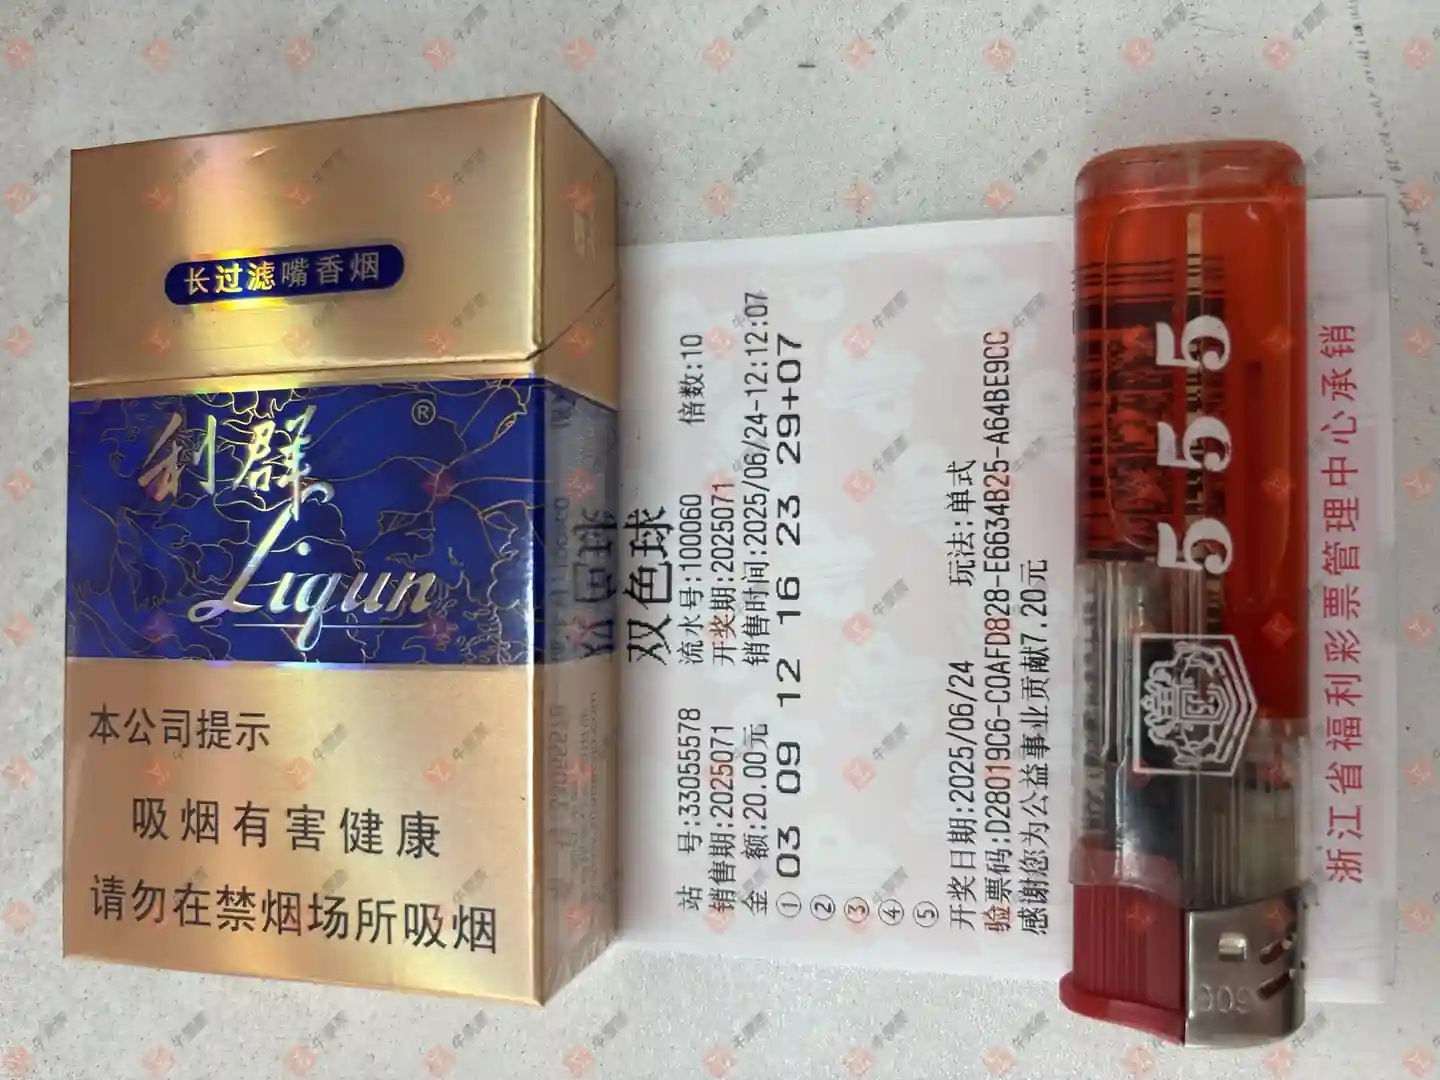 长过滤嘴香烟
利群
®
Liqun
本公司提示
吸烟有害健康
请勿在禁烟场所吸烟
双色球
站 号:33055578 流水号:100060 倍数:10
销售期:2025071 开奖期:2025071
金 额:20.00元 销售时间:2025/06/24-12:12:07
① 03 09 12 16 23 29+07
②
③
④
⑤
开奖日期:2025/06/24 玩法:单式
验票码:D28019C6-C0AFD828-E6634B25-A64BE9CC
感谢您为公益事业贡献7.20元
555
浙江省福利彩票管理中心承销
牛票票